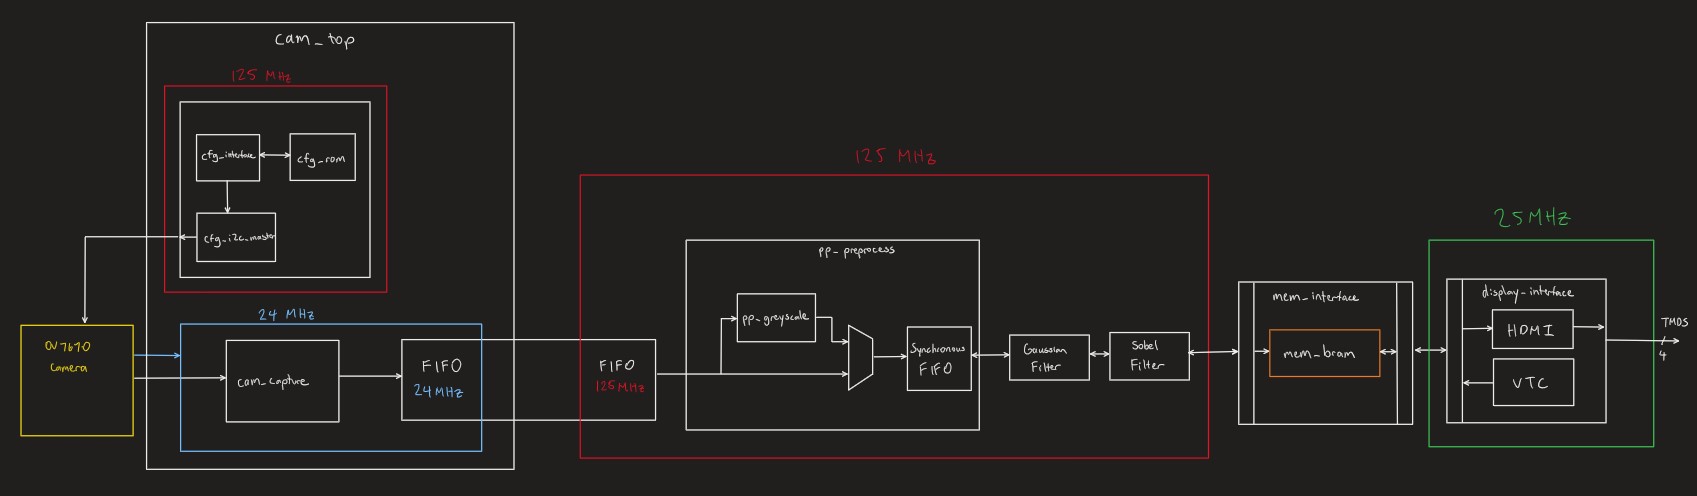 cam_top
125 MHz
cfg_interface
cfg_rom
cfg_i2c_master
24 MHz
OV7670
Camera
cam_capture
FIFO
24MHz
125 MHz
FIFO
125MHz
pp_preprocess
pp_greyscale
Synchronous
FIFO
Gaussian
Filter
Sobel
Filter
mem_interface
mem_bram
25MHz
display_interface
HDMI
VTC
TMDS
4